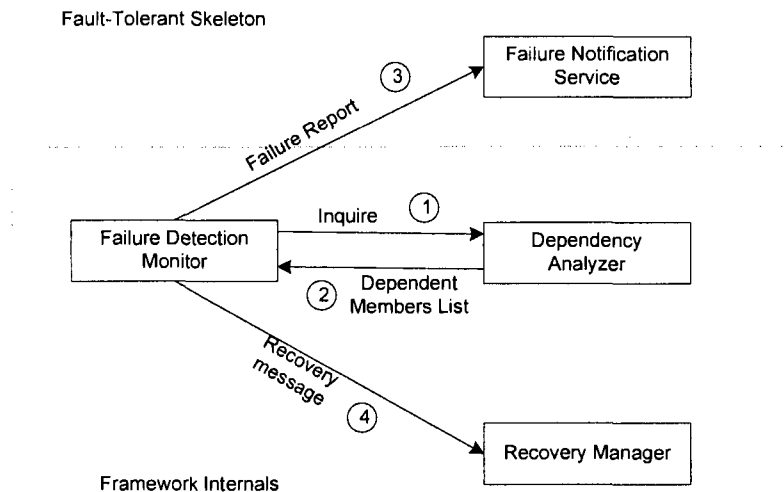 Fault-Tolerant Skeleton
Failure Notification
Service
3
Failure Report
Inquire
1
Failure Detection
Monitor
Dependency
Analyzer
2
Dependent
Members List
Recovery
message
4
Recovery Manager
Framework Internals